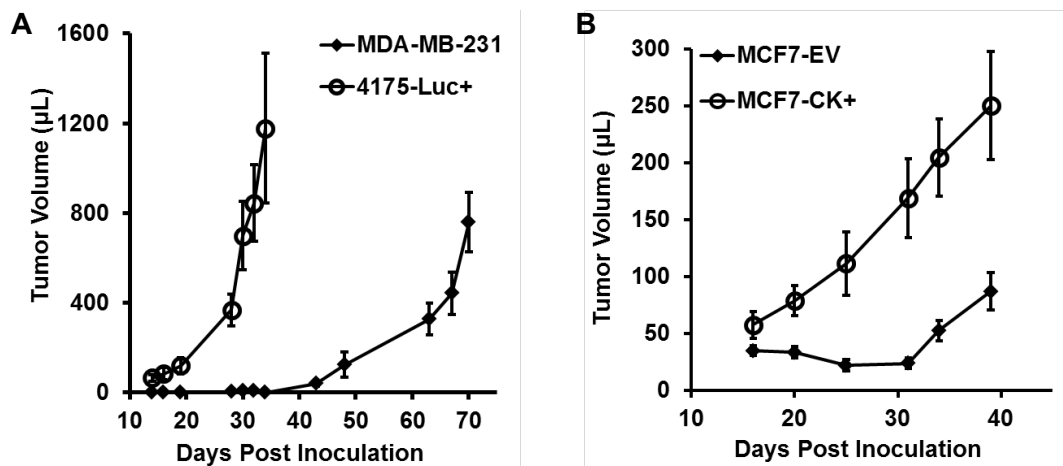 A
1600
1200
800
400
0
Tumor Volume (µL)
MDA-MB-231
4175-Luc+
10 20 30 40 50 60 70
Days Post Inoculation
B
300
250
200
150
100
50
0
Tumor Volume (µL)
MCF7-EV
MCF7-CK+
10 20 30 40
Days Post Inoculation